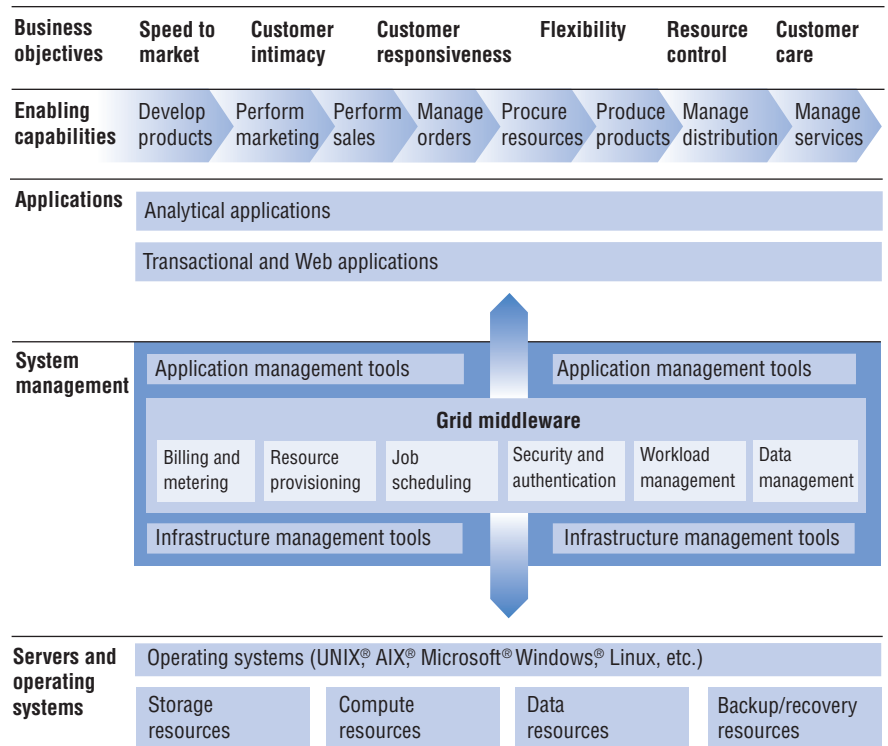 Business
objectives
Speed to
market
Customer
intimacy
Customer
responsiveness
Flexibility
Resource
control
Customer
care
Enabling
capabilities
Develop
products
Perform
marketing
Perform
sales
Manage
orders
Procure
resources
Produce
products
Manage
distribution
Manage
services
Applications
Analytical applications
Transactional and Web applications
System
management
Application management tools
Application management tools
Grid middleware
Billing and
metering
Resource
provisioning
Job
scheduling
Security and
authentication
Workload
management
Data
management
Infrastructure management tools
Infrastructure management tools
Servers and
operating
systems
Operating systems (UNIX,® AIX,® Microsoft® Windows,® Linux, etc.)
Storage
resources
Compute
resources
Data
resources
Backup/recovery
resources